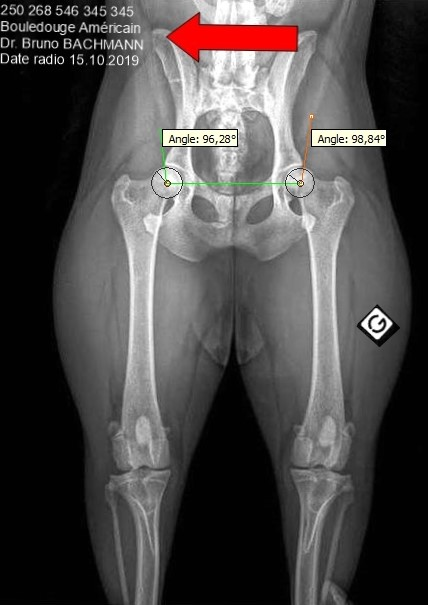 250 268 546 345 345
Bouledouge Américain
Dr. Bruno BACHMANN
Date radio 15.10.2019
Angle: 96,28°
Angle: 98,84°
G